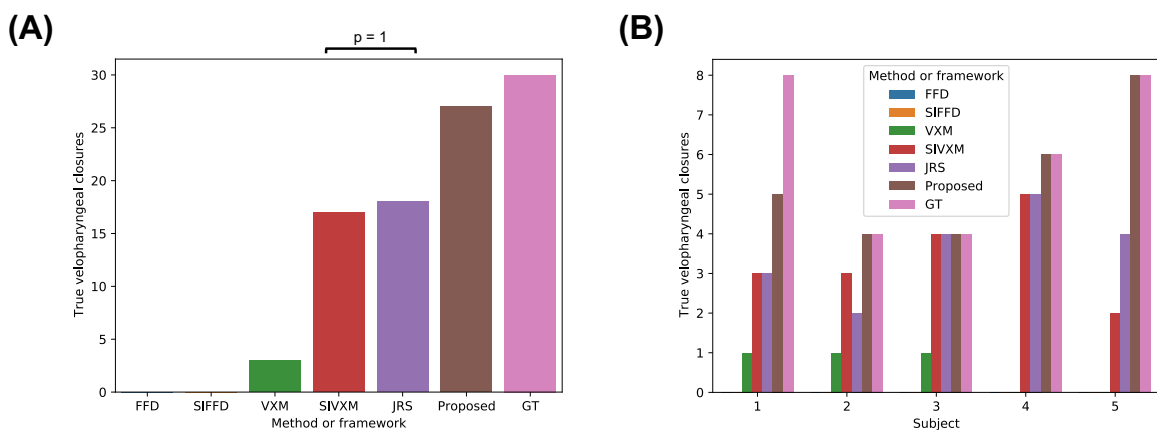 (A)
p = 1
True velopharyngeal closures
30
25
20
15
10
5
0
FFD SIFFD VXM SIVXM JRS Proposed GT
Method or framework
(B)
True velopharyngeal closures
8
7
6
5
4
3
2
1
0
Method or framework
FFD
SIFFD
VXM
SIVXM
JRS
Proposed
GT
1 2 3 4 5
Subject